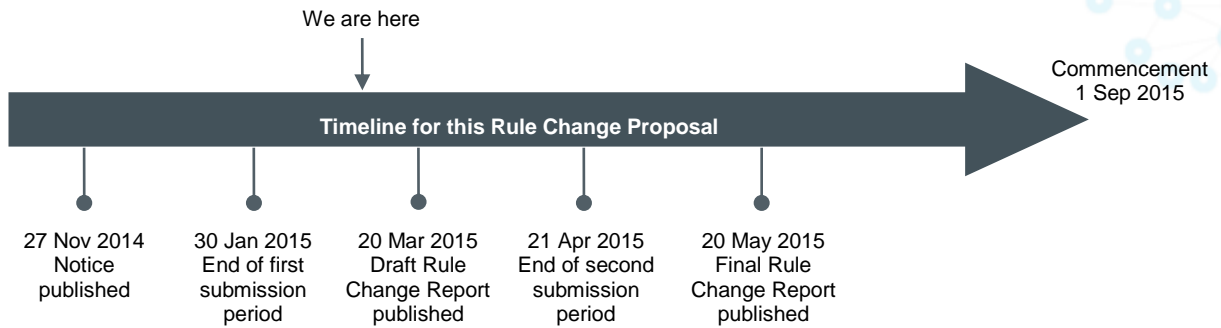 We are here
Commencement
1 Sep 2015
Timeline for this Rule Change Proposal
27 Nov 2014
Notice
published
30 Jan 2015
End of first
submission
period
20 Mar 2015
Draft Rule
Change Report
published
21 Apr 2015
End of second
submission
period
20 May 2015
Final Rule
Change Report
published